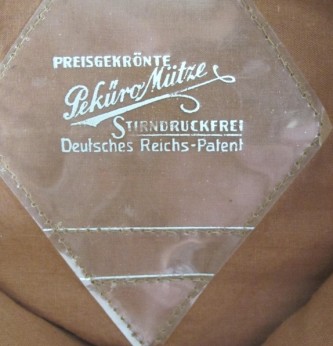 PREISGEKRÖNTE
Peküro Mütze
STIRNDRUCKFREI
Deutsches Reichs-Patent